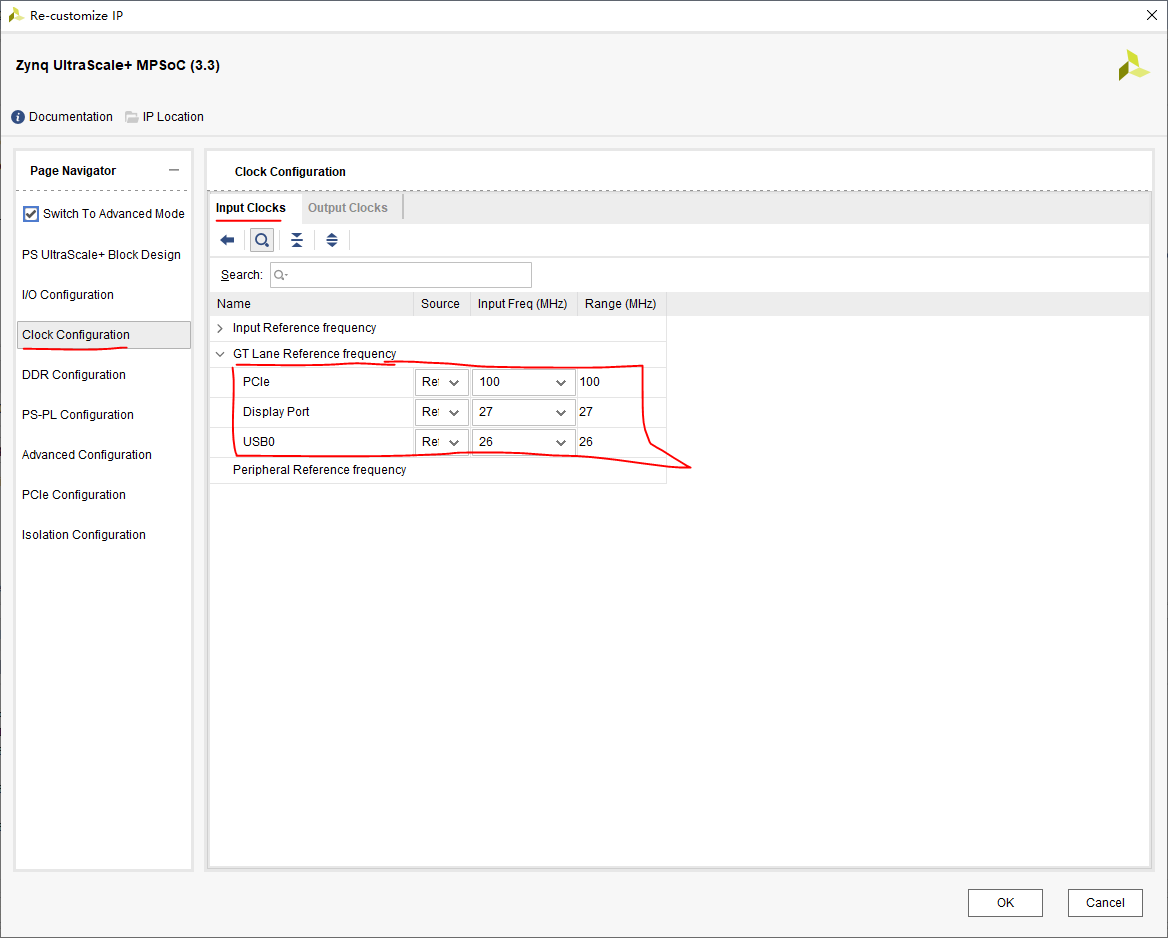 Re-customize IP
Zynq UltraScale+ MPSoC (3.3)
Documentation IP Location
Page Navigator
Switch To Advanced Mode
PS UltraScale+ Block Design
I/O Configuration
Clock Configuration
DDR Configuration
PS-PL Configuration
Advanced Configuration
PCIe Configuration
Isolation Configuration
Clock Configuration
Input Clocks Output Clocks
Search:
Name Source Input Freq (MHz) Range (MHz)
Input Reference frequency
GT Lane Reference frequency
PCIe Ref 100 100
Display Port Ref 27 27
USB0 Ref 26 26
Peripheral Reference frequency
OK Cancel